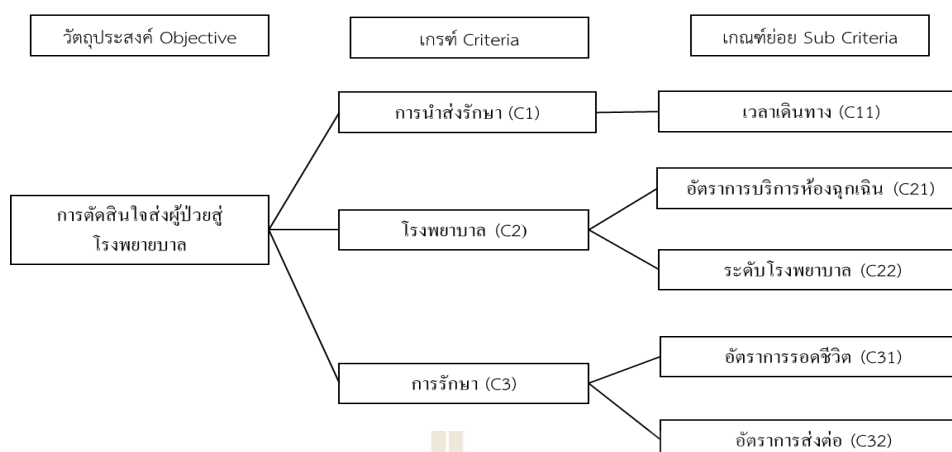 วัตถุประสงค์ Objective
เกรฑ์ Criteria
เกณฑ์ย่อย Sub Criteria
การนำส่งรักษา (C1)
เวลาเดินทาง (C11)
อัตราการบริการห้องฉุกเฉิน (C21)
การตัดสินใจส่งผู้ป่วยสู่
โรงพยายบาล
โรงพยาบาล (C2)
ระดับโรงพยาบาล (C22)
อัตราการรอดชีวิต (C31)
การรักษา (C3)
อัตราการส่งต่อ (C32)